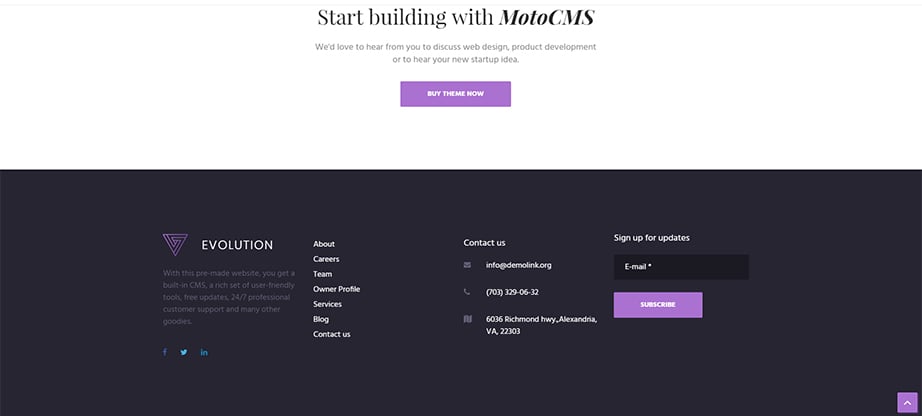 Start building with MotoCMS
We'd love to hear from you to discuss web design, product development
or to hear your new startup idea.
BUY THEME NOW
EVOLUTION
With this pre-made website, you get a
built-in CMS, a rich set of user-friendly
tools, free updates, 24/7 professional
customer support and many other
goodies.
About
Careers
Team
Owner Profile
Services
Blog
Contact us
Contact us
info@demolink.org
(703) 329-06-32
6036 Richmond hwy.,Alexandria,
VA, 22303
Sign up for updates
E-mail *
SUBSCRIBE